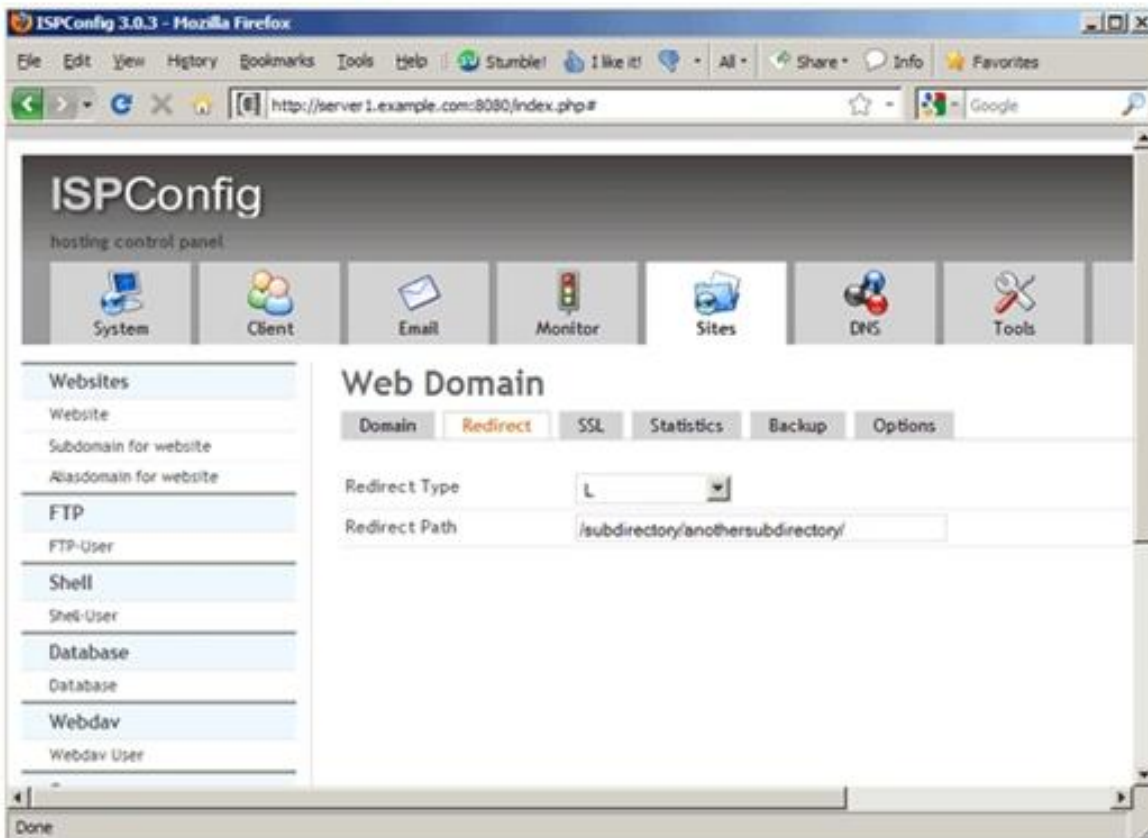 ISPConfig 3.0.3 - Mozilla Firefox
File Edit View History Bookmarks Tools Help Stumble! I like it! All Share Info Favorites
http://server1.example.com:8080/index.php# Google
ISPConfig
hosting control panel
System Client Email Monitor Sites DNS Tools
Websites
Website
Subdomain for website
Aliasdomain for website
FTP
FTP-User
Shell
Shell-User
Database
Database
Webdav
Webdav User
Web Domain
Domain Redirect SSL Statistics Backup Options
Redirect Type L
Redirect Path /subdirectory/anothersubdirectory/
Done